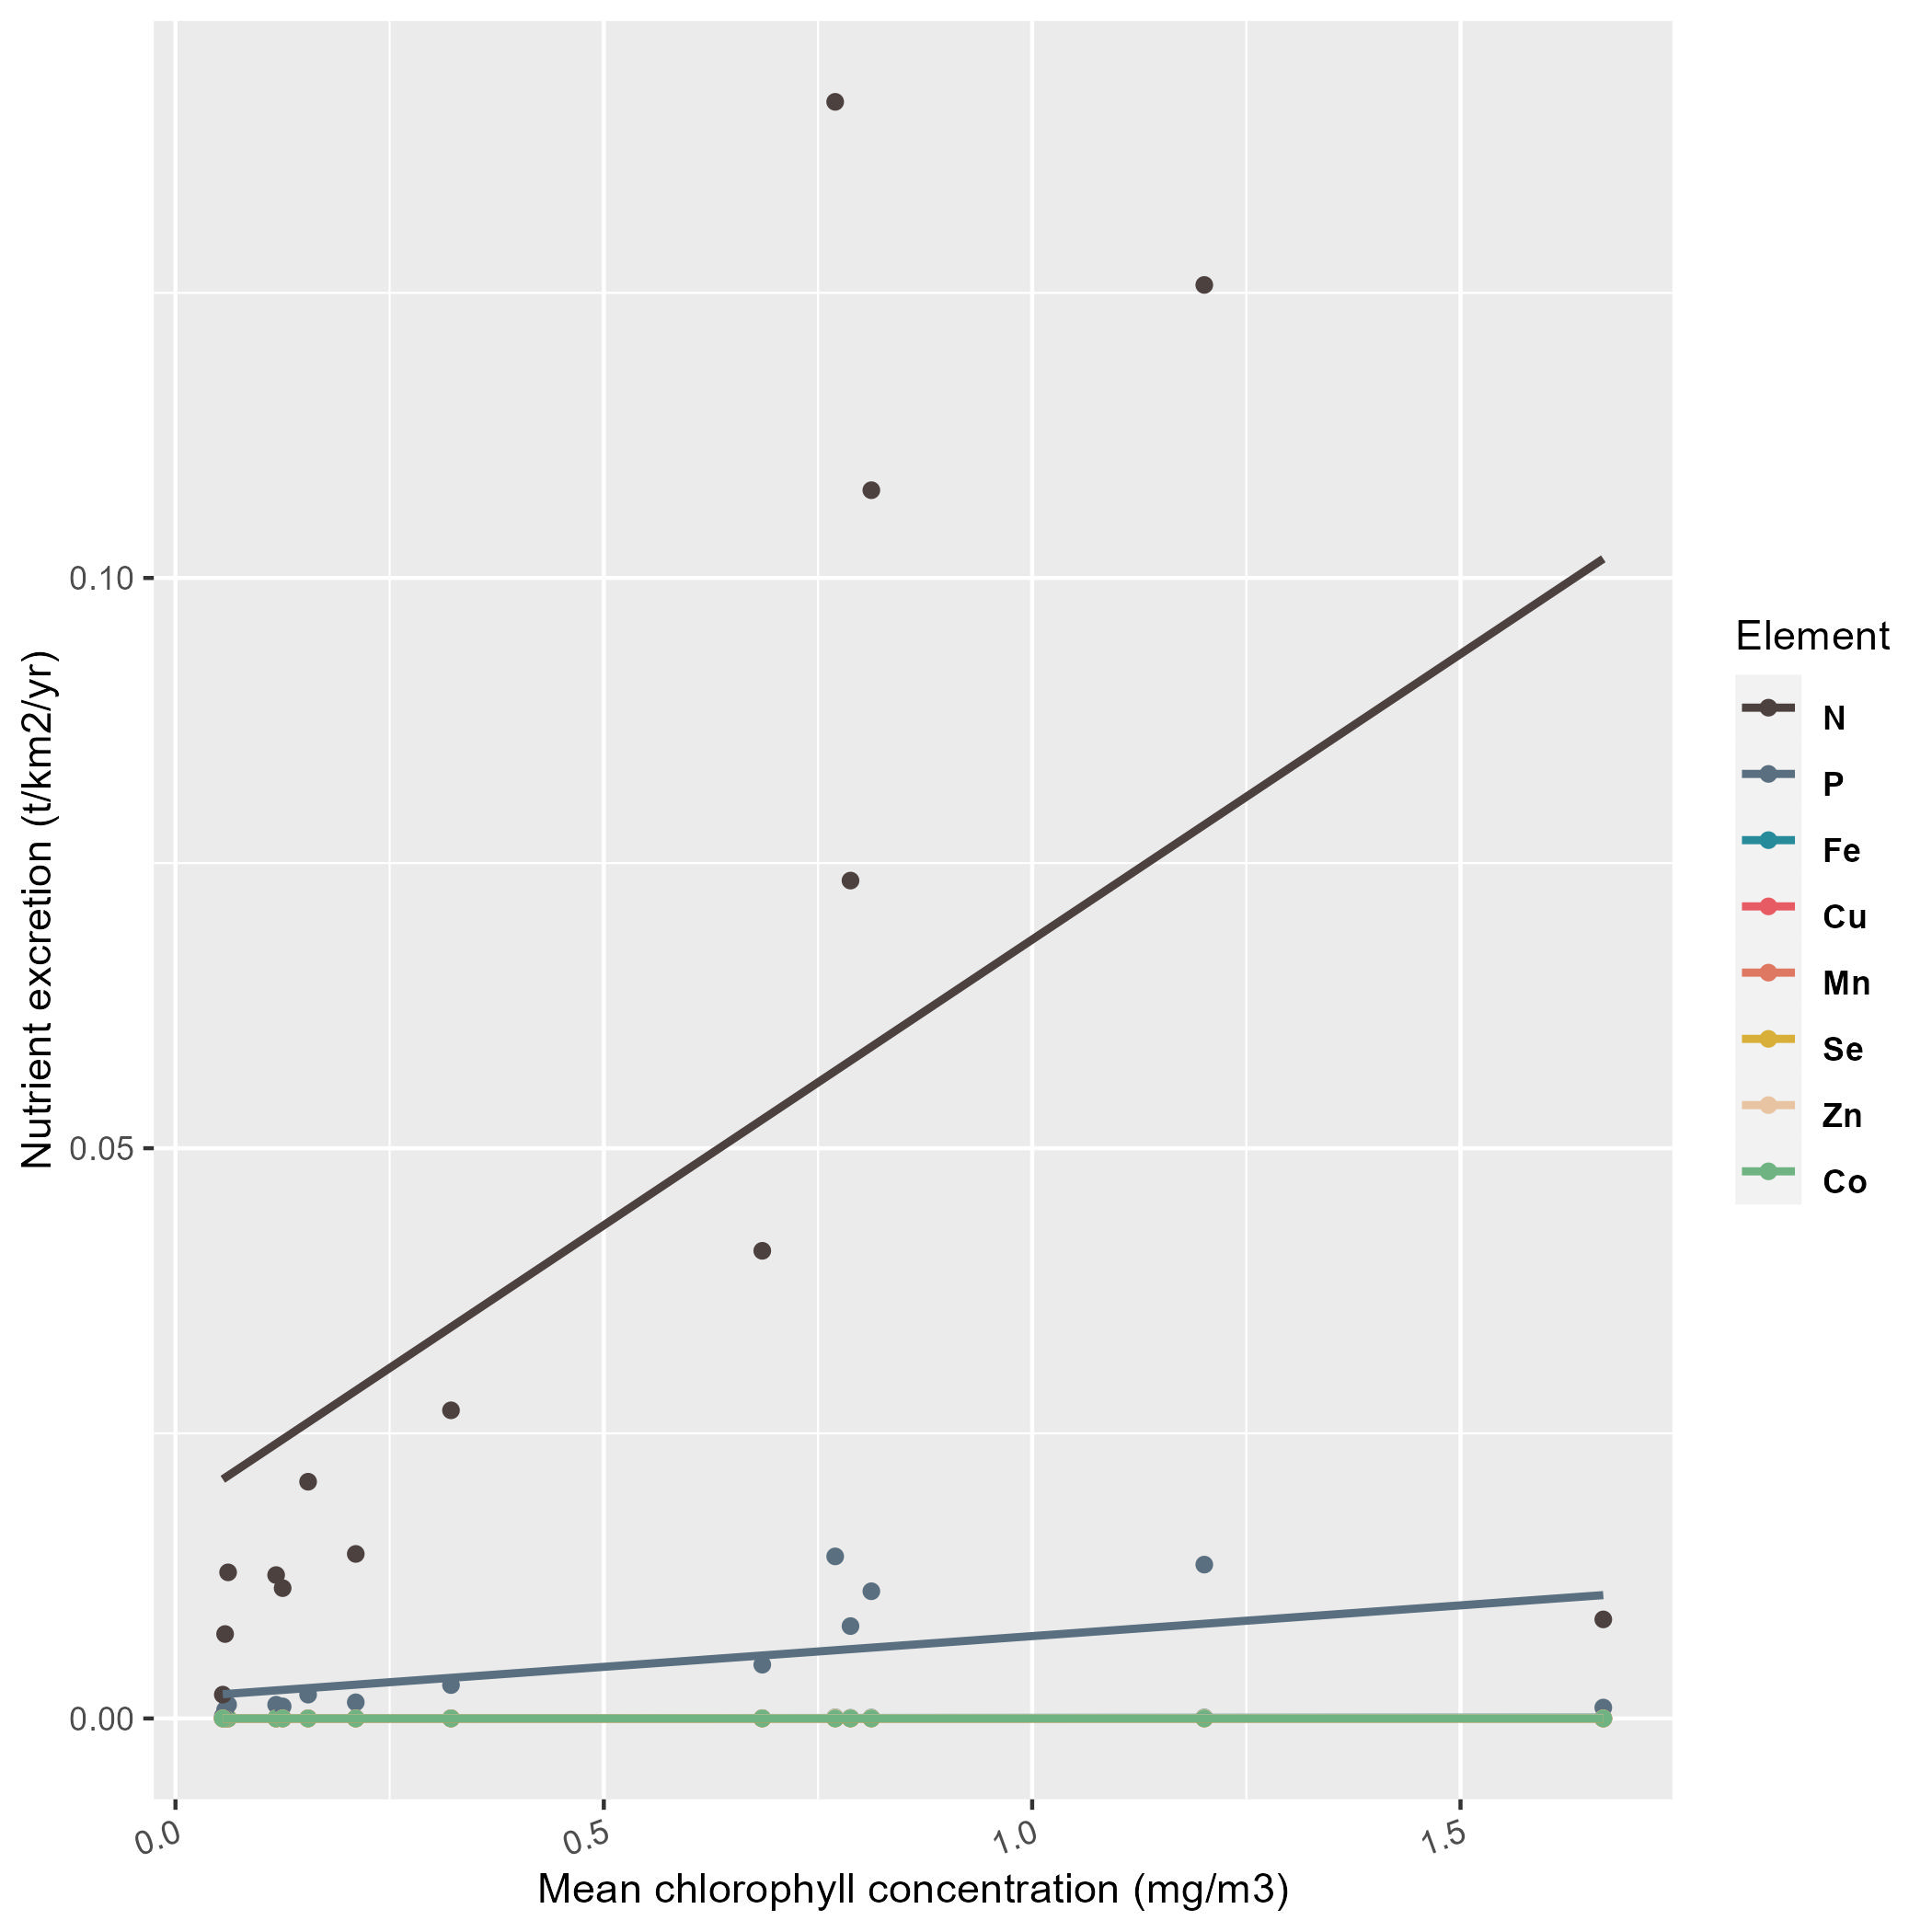 Nutrient excretion (t/km2/yr)
0.10
0.05
0.00
0.0
0.5
1.0
1.5
Mean chlorophyll concentration (mg/m3)
Element
N
P
Fe
Cu
Mn
Se
Zn
Co